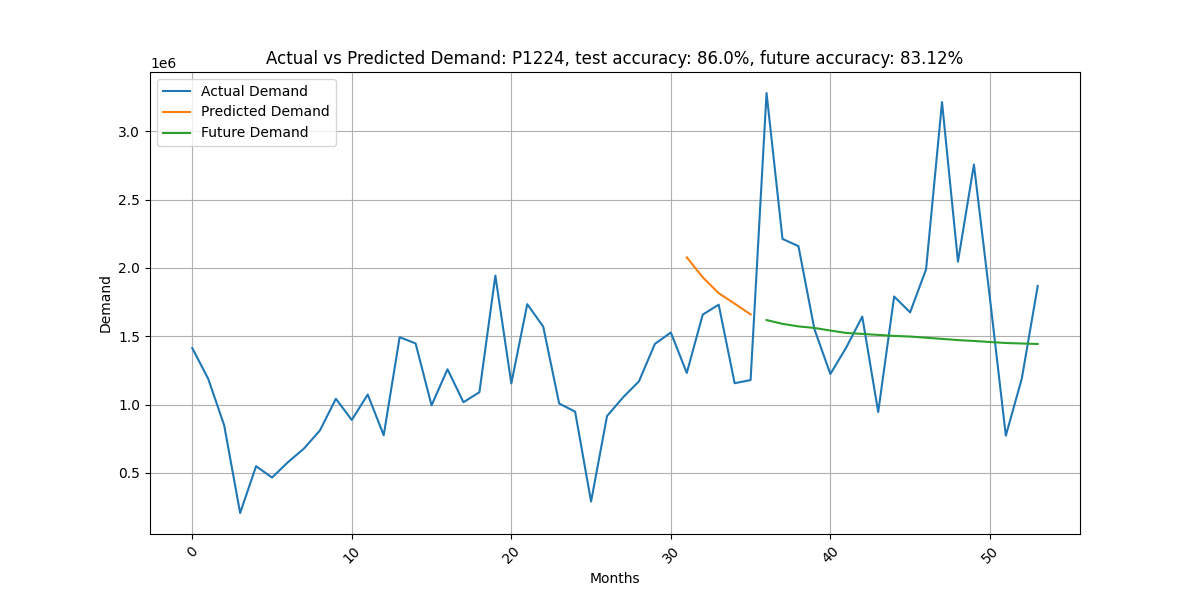 Actual vs Predicted Demand: P1224, test accuracy: 86.0%, future accuracy: 83.12%
1e6
Actual Demand
Predicted Demand
Future Demand
3.0
2.5
2.0
1.5
1.0
0.5
Demand
0 10 20 30 40 50
Months